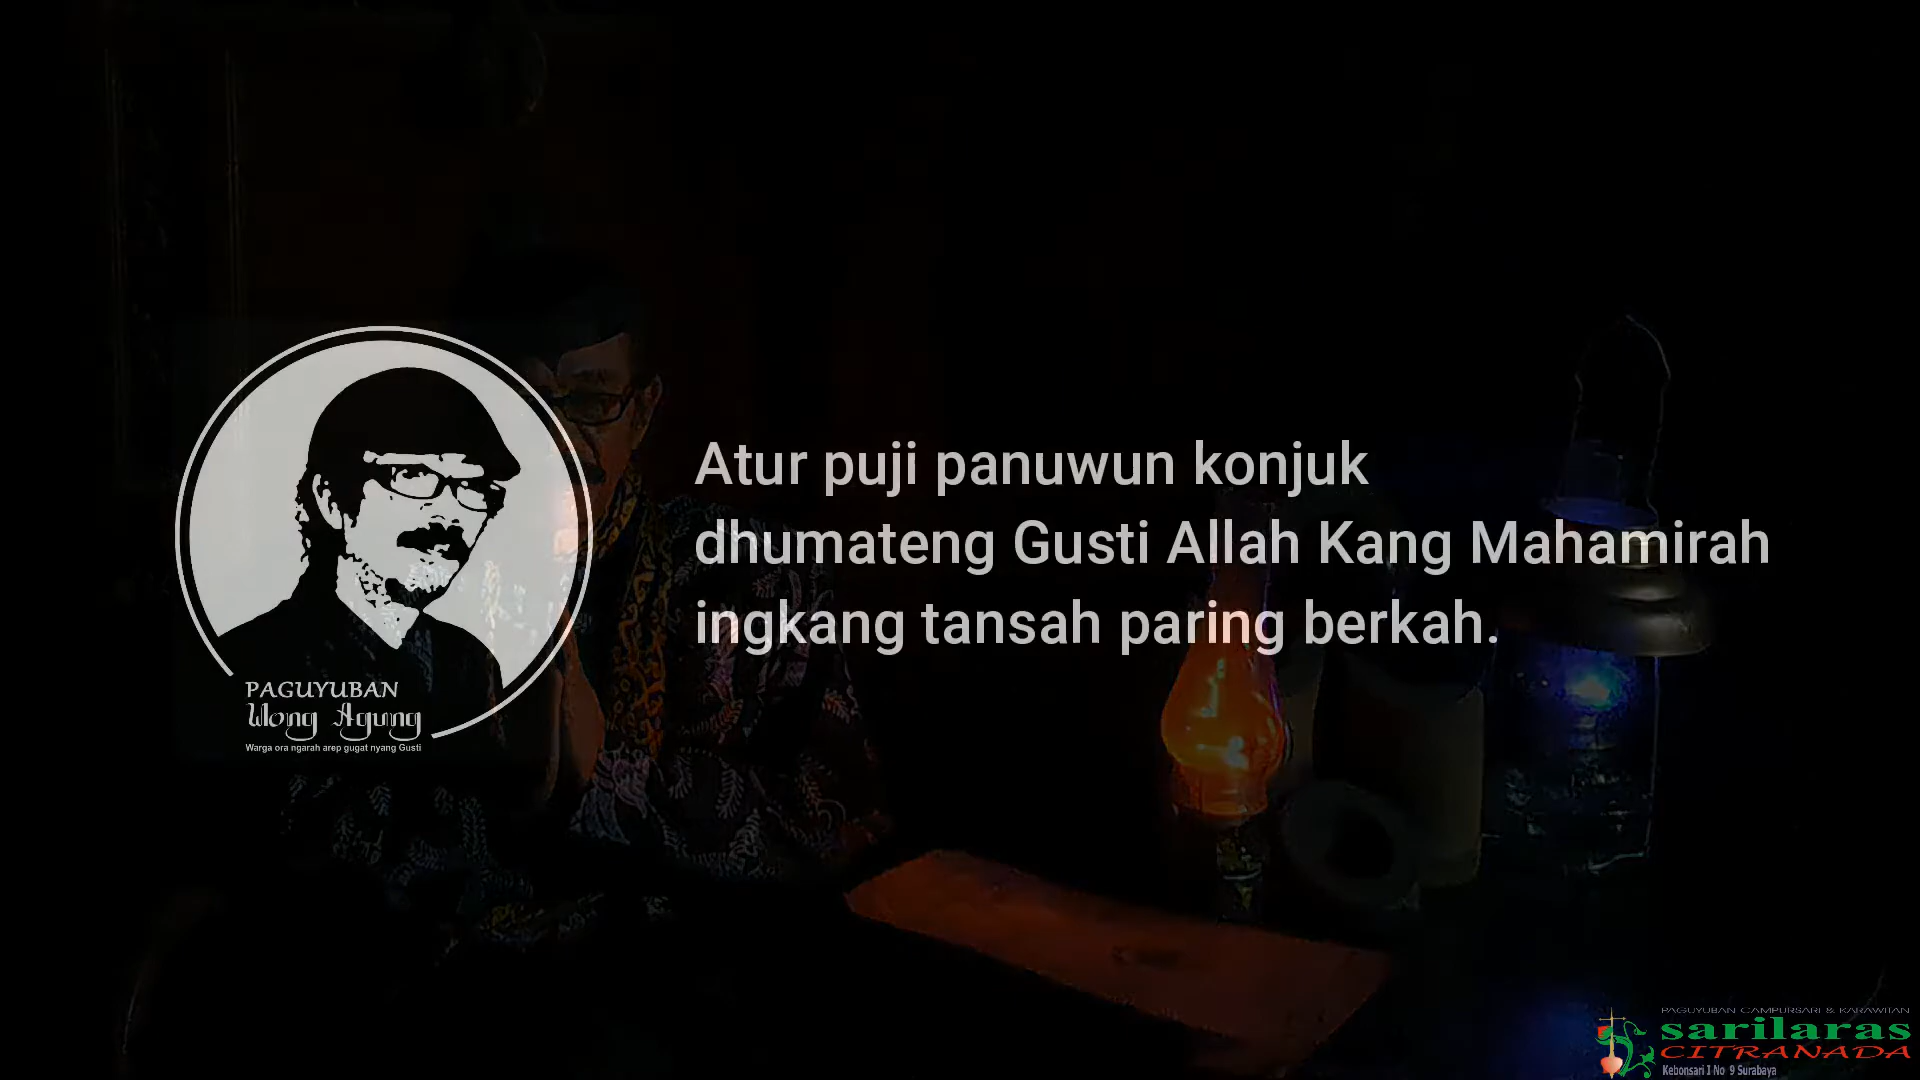 Atur puji panuwun konjuk
dhumateng Gusti Allah Kang Mahamirah
ingkang tansah paring berkah.
PAGUYUBAN
Wong Agung
Warga ora ngarah arep gugat nyang Gusti
PAGUYUBAN CAMPURSARI & KARAWITAN
sarilaras
CITRANADA
Kebonsari I No 9 Surabaya